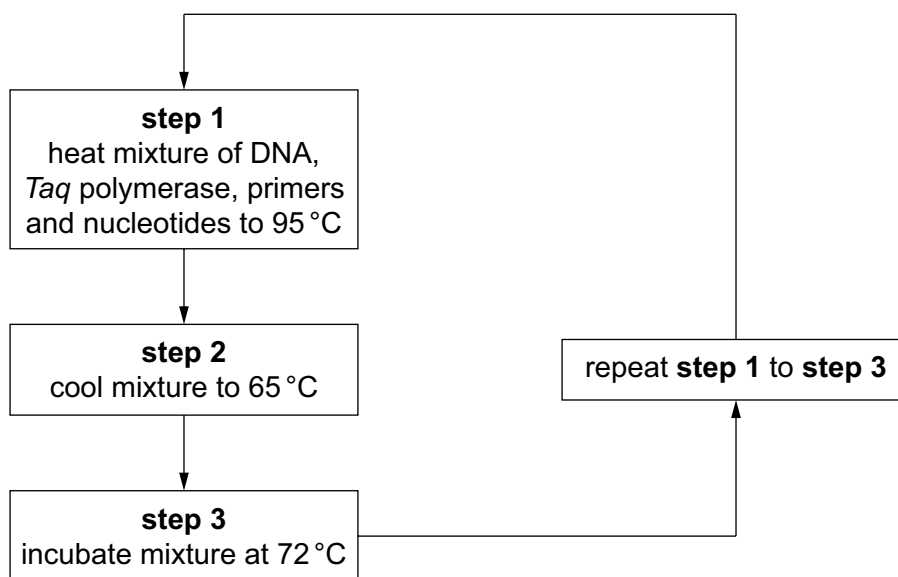 step 1
heat mixture of DNA,
Taq polymerase, primers
and nucleotides to 95 °C
step 2
cool mixture to 65 °C
step 3
incubate mixture at 72 °C
repeat step 1 to step 3